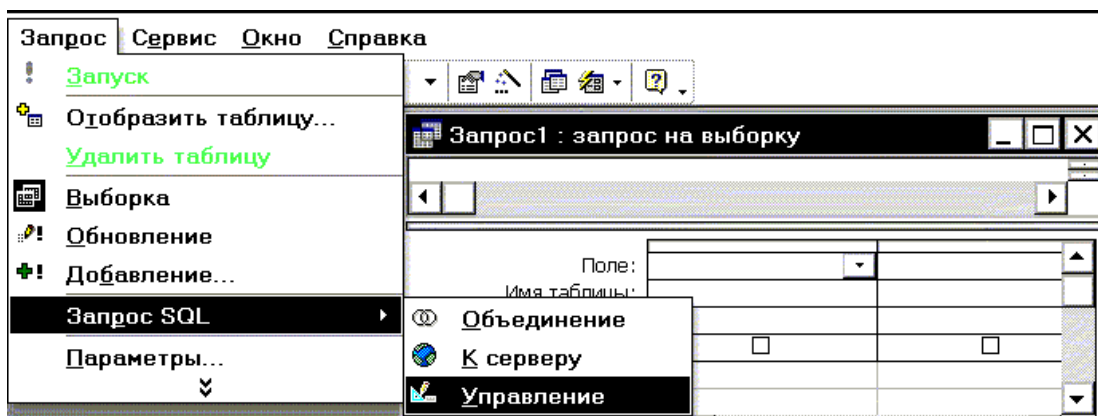 Запрос Сервис Окно Справка
Запуск
Отобразить таблицу...
Удалить таблицу
Запрос1 : запрос на выборку
Выборка
Обновление
Добавление...
Поле:
Имя таблицы:
Запрос SQL
Объединение
К серверу
Параметры...
Управление